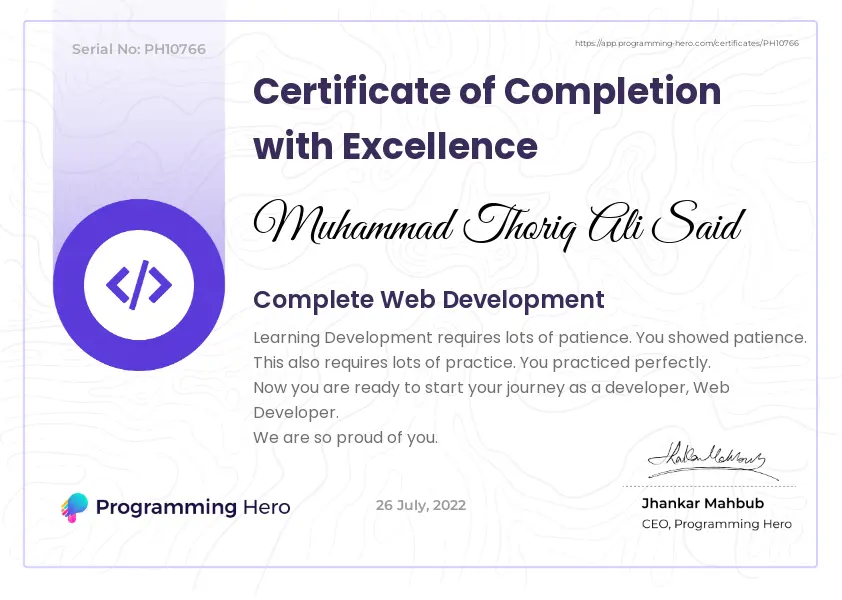 Serial No: PH10766
https://app.programming-hero.com/certificates/PH10766
Certificate of Completion
with Excellence
Muhammad Thoriq Ali Said
</>
Complete Web Development
Learning Development requires lots of patience. You showed patience.
This also requires lots of practice. You practiced perfectly.
Now you are ready to start your journey as a developer, Web
Developer.
We are so proud of you.
Programming Hero
26 July, 2022
Jhankar Mahbub
Jhankar Mahbub
CEO, Programming Hero